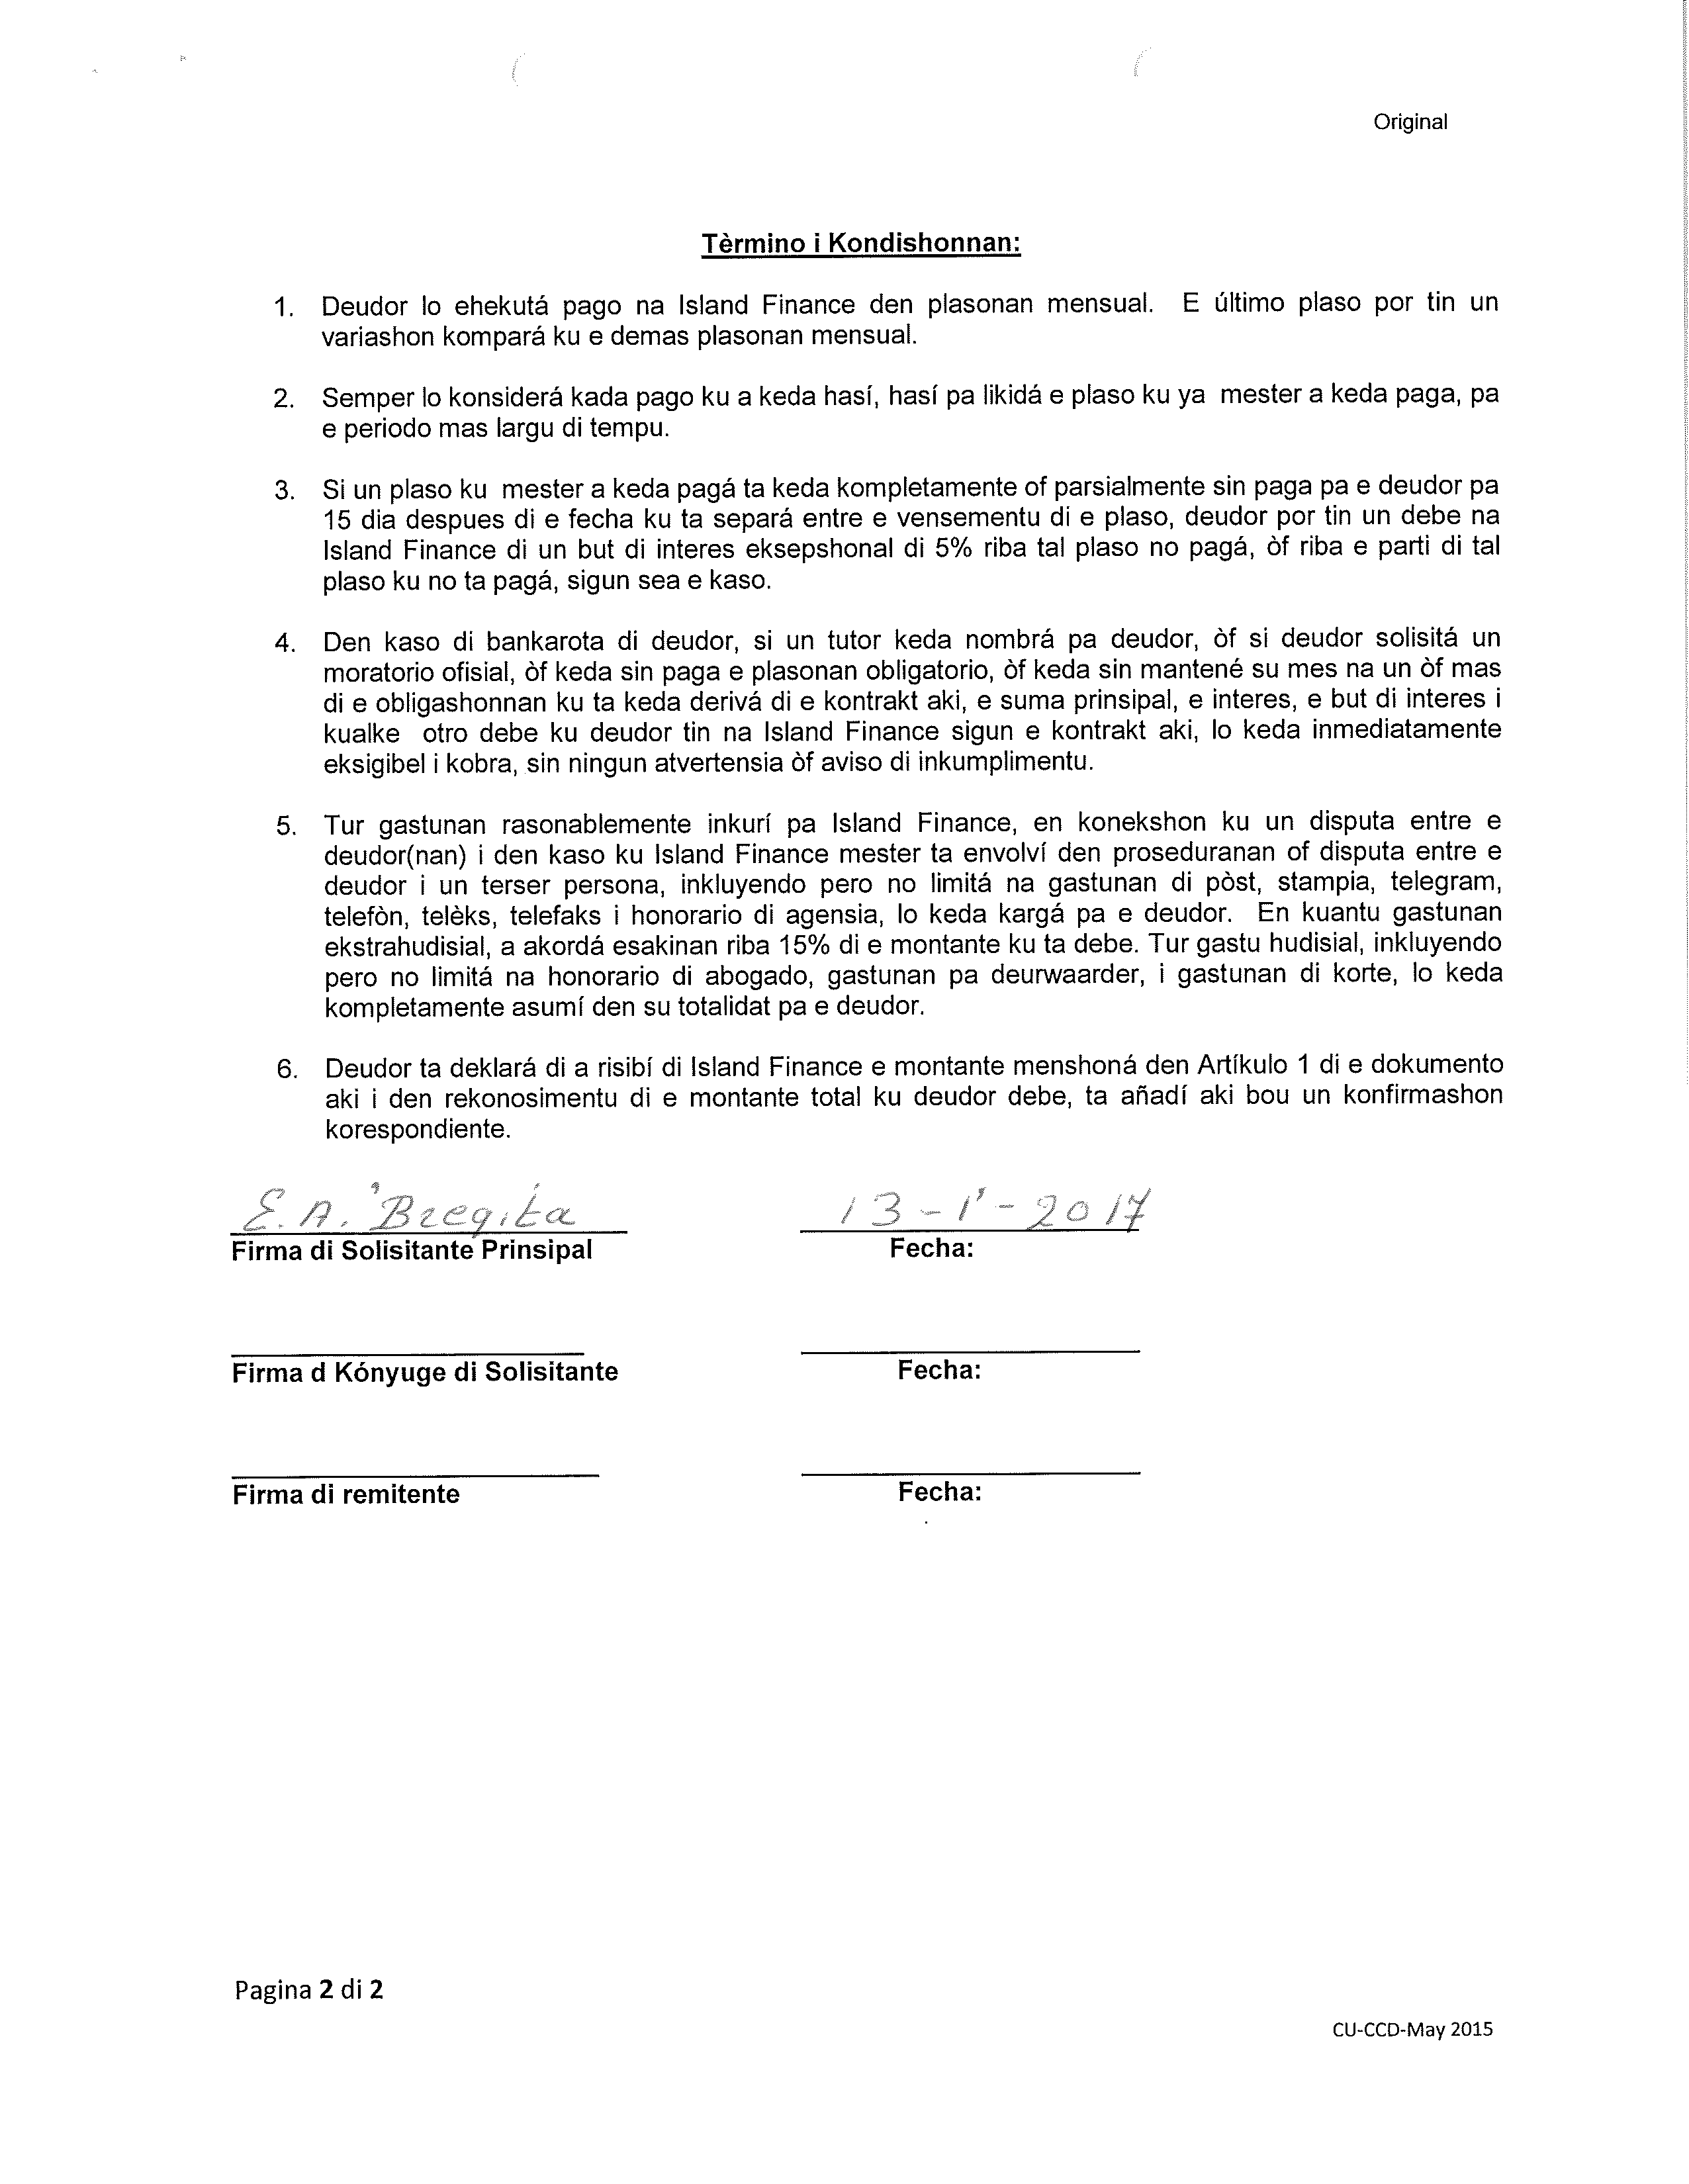 Original
Tèrmino i Kondishonnan:
1. Deudor lo ehekutá pago na Island Finance den plasonan mensual. E último plaso por tin un
variashon kompará ku e demas plasonan mensual.
2. Semper lo konsiderá kada pago ku a keda hasí, hasí pa likidá e plaso ku ya mester a keda paga, pa
e periodo mas largu di tempu.
3. Si un plaso ku mester a keda pagá ta keda kompletamente of parsialmente sin paga pa e deudor pa
15 dia despues di e fecha ku ta separá entre e vensementu di e plaso, deudor por tin un debe na
Island Finance di un but di interes eksepshonal di 5% riba tal plaso no pagá, òf riba e parti di tal
plaso ku no ta pagá, sigun sea e kaso.
4. Den kaso di bankarota di deudor, si un tutor keda nombrá pa deudor, òf si deudor solisitá un
moratorio ofisial, òf keda sin paga e plasonan obligatorio, òf keda sin mantené su mes na un òf mas
di e obligashonnan ku ta keda derivá di e kontrakt aki, e suma prinsipal, e interes, e but di interes i
kualke otro debe ku deudor tin na Island Finance sigun e kontrakt aki, lo keda inmediatamente
eksigibel i kobra, sin ningun atvertensia òf aviso di inkumplimentu.
5. Tur gastunan rasonablemente inkurí pa Island Finance, en konekshon ku un disputa entre e
deudor(nan) i den kaso ku Island Finance mester ta envolví den proseduranan of disputa entre e
deudor i un terser persona, inkluyendo pero no limitá na gastunan di pòst, stampia, telegram,
telefòn, telèks, telefaks i honorario di agensia, lo keda kargá pa e deudor. En kuantu gastunan
ekstrahudisial, a akordá esakinan riba 15% di e montante ku ta debe. Tur gastu hudisial, inkluyendo
pero no limitá na honorario di abogado, gastunan pa deurwaarder, i gastunan di korte, lo keda
kompletamente asumí den su totalidat pa e deudor.
6. Deudor ta deklará di a risibí di Island Finance e montante menshoná den Artíkulo 1 di e dokumento
aki i den rekonosimentu di e montante total ku deudor debe, ta añadí aki bou un konfirmashon
korespondiente.
E.A. Bregita 13-1-2017
Firma di Solisitante Prinsipal Fecha:
Firma d Kónyuge di Solisitante Fecha:
Firma di remitente Fecha:
Pagina 2 di 2
CU-CCD-May 2015